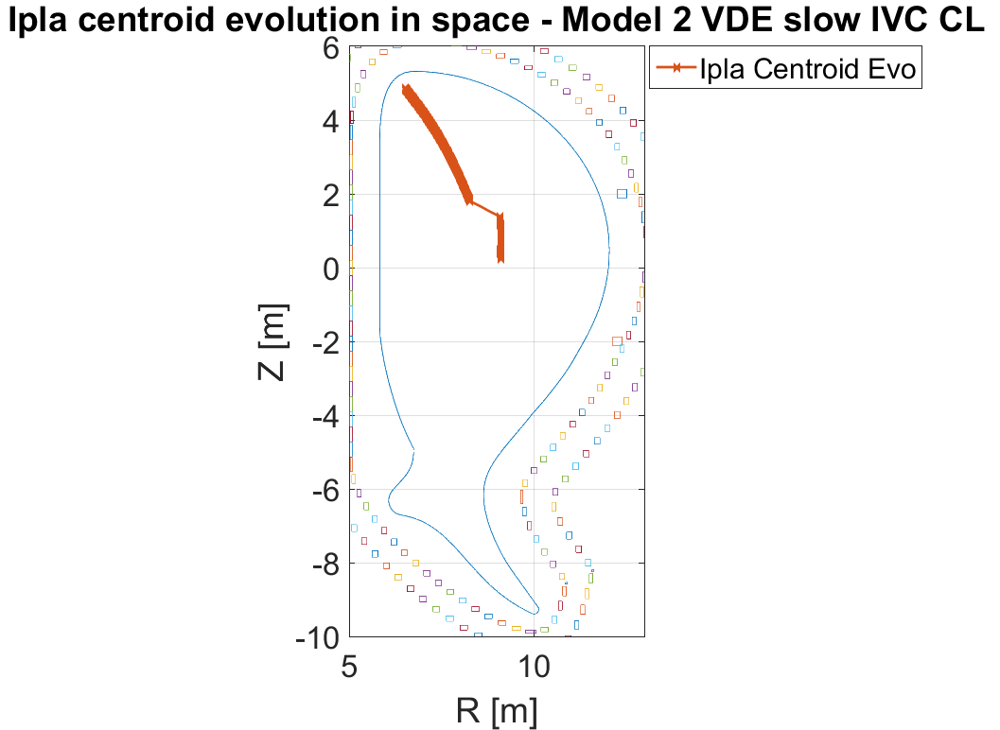 Ipla centroid evolution in space - Model 2 VDE slow IVC CL
Ipla Centroid Evo
6
4
2
0
-2
-4
-6
-8
-10
Z [m]
5 10
R [m]